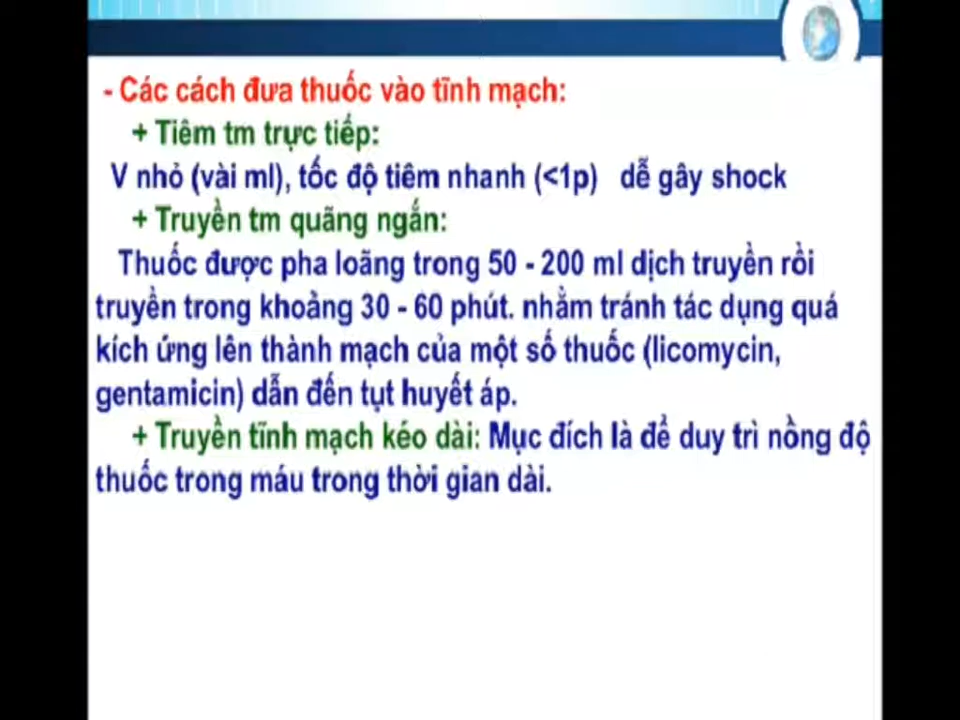 - Các cách đưa thuốc vào tĩnh mạch:
+ Tiêm tm trực tiếp:
V nhỏ (vài ml), tốc độ tiêm nhanh (<1p) dễ gây shock
+ Truyền tm quãng ngắn:
Thuốc được pha loãng trong 50 - 200 ml dịch truyền rồi
truyền trong khoảng 30 - 60 phút. nhằm tránh tác dụng quá
kích ứng lên thành mạch của một số thuốc (licomycin,
gentamicin) dẫn đến tụt huyết áp.
+ Truyền tĩnh mạch kéo dài: Mục đích là để duy trì nồng độ
thuốc trong máu trong thời gian dài.